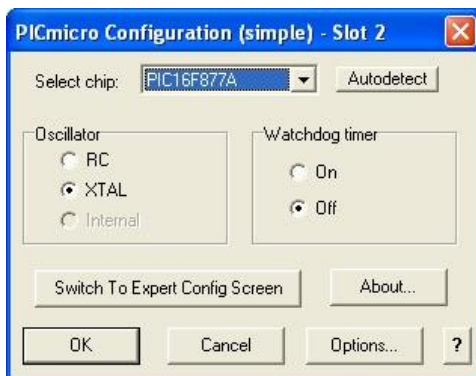 PICmicro Configuration (simple) - Slot 2
Select chip: PIC16F877A Autodetect
Oscillator Watchdog timer
RC On
XTAL Off
Internal
Switch To Expert Config Screen About...
OK Cancel Options... ?